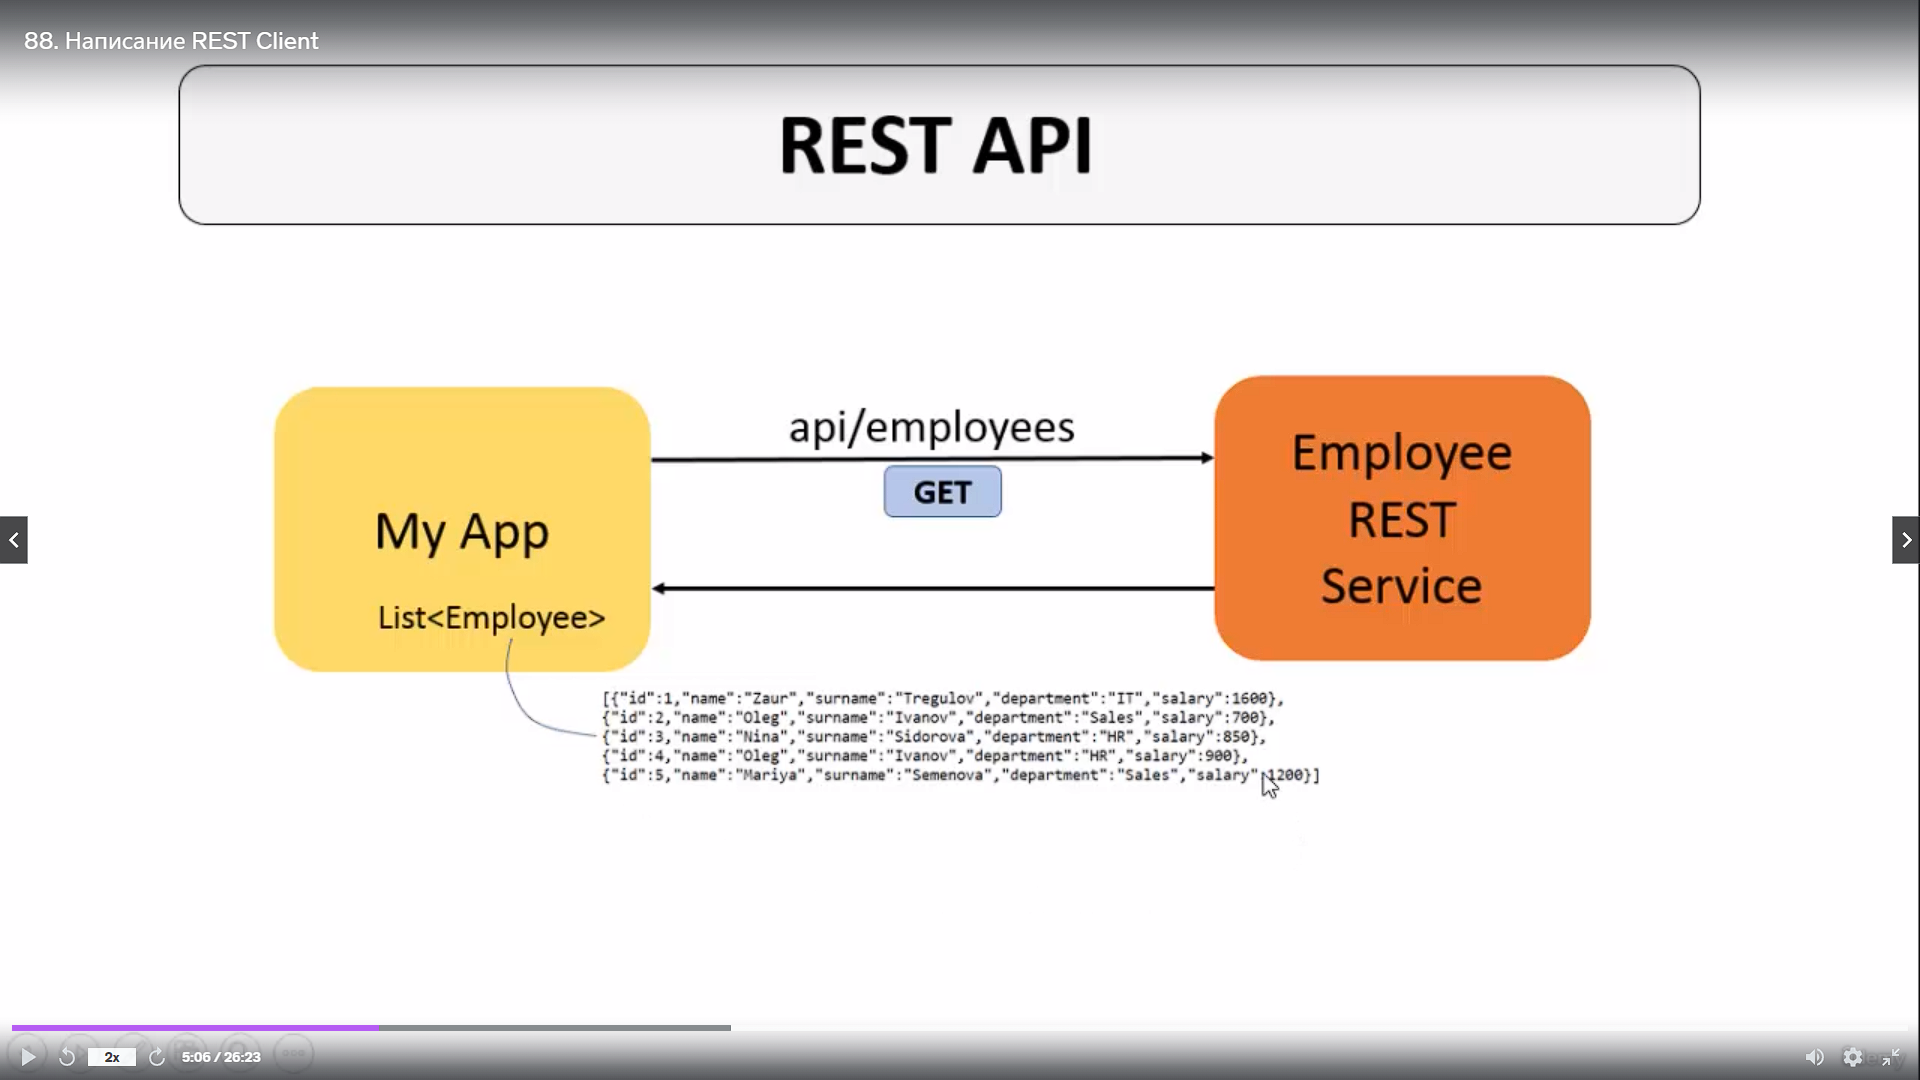 88. Написание REST Client
REST API
api/employees
GET
My App
List<Employee>
Employee
REST
Service
[{"id":1,"name":"Zaur","surname":"Tregulov","department":"IT","salary":1600},
{"id":2,"name":"Oleg","surname":"Ivanov","department":"Sales","salary":700},
{"id":3,"name":"Nina","surname":"Sidorova","department":"HR","salary":850},
{"id":4,"name":"Oleg","surname":"Ivanov","department":"HR","salary":900},
{"id":5,"name":"Mariya","surname":"Semenova","department":"Sales","salary":1200}]
2x
5:06 / 26:23